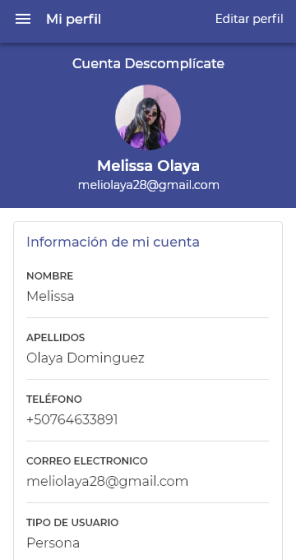 Mi perfil
Editar perfil
Cuenta Descomplícate
Melissa Olaya
meliolaya28@gmail.com
Información de mi cuenta
NOMBRE
Melissa
APELLIDOS
Olaya Dominguez
TELÉFONO
+50764633891
CORREO ELECTRONICO
meliolaya28@gmail.com
TIPO DE USUARIO
Persona